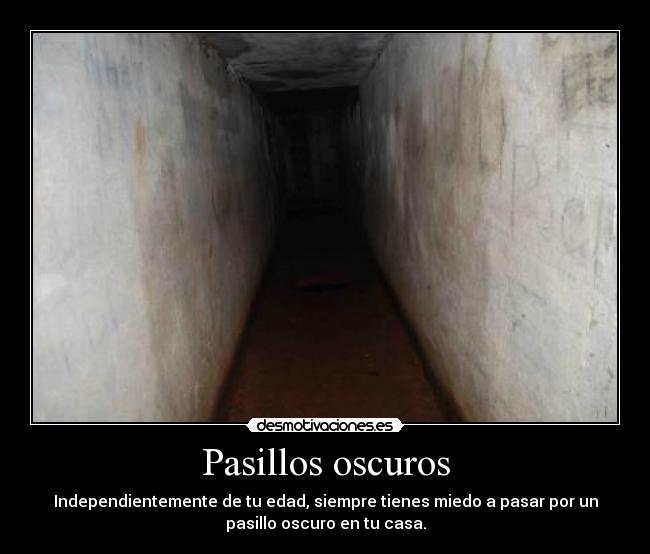 desmotivaciones.es
Pasillos oscuros
Independientemente de tu edad, siempre tienes miedo a pasar por un
pasillo oscuro en tu casa.